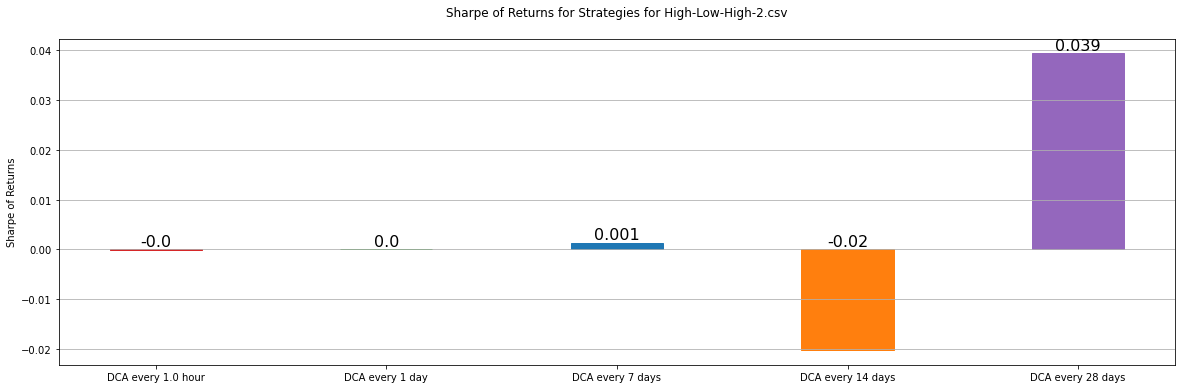 Sharpe of Returns for Strategies for High-Low-High-2.csv
Sharpe of Returns
0.04
0.03
0.02
0.01
0.00
−0.01
−0.02
-0.0
0.0
0.001
-0.02
0.039
DCA every 1.0 hour
DCA every 1 day
DCA every 7 days
DCA every 14 days
DCA every 28 days